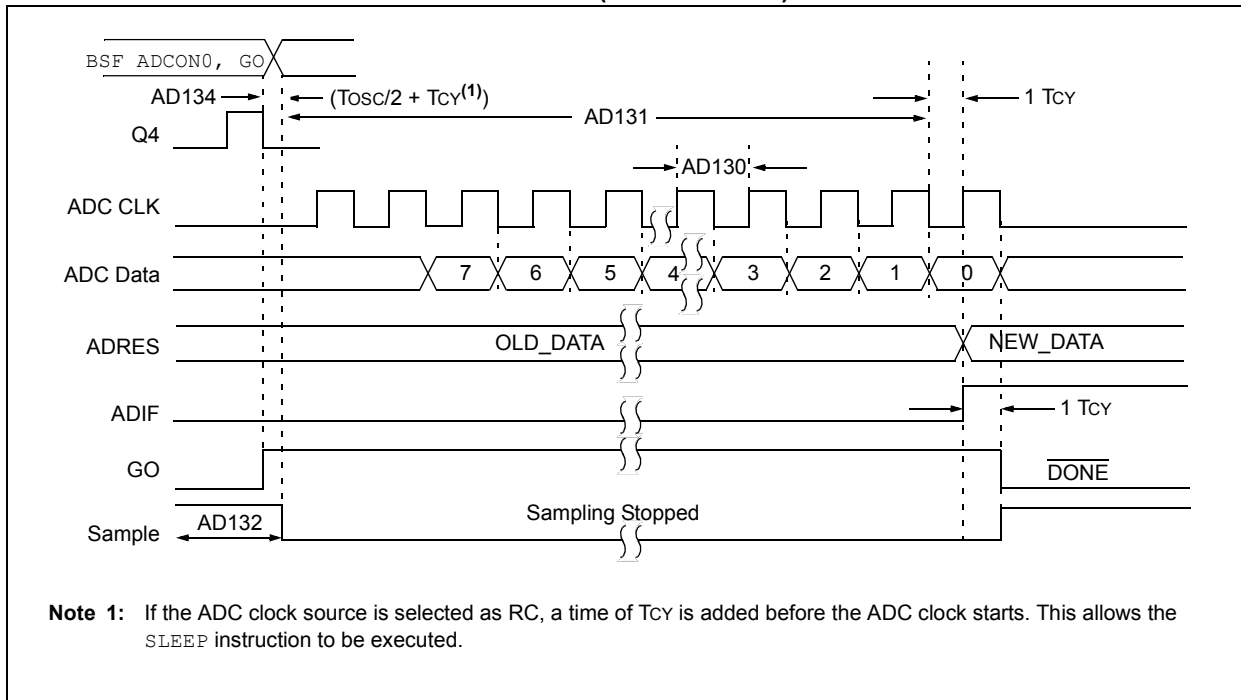 BSF ADCON0, GO
AD134
(TOSC/2 + TCY(1))
1 TCY
AD131
Q4
AD130
ADC CLK
ADC Data
7 6 5 4 3 2 1 0
ADRES
OLD_DATA
NEW_DATA
ADIF
1 TCY
GO
DONE
Sample
AD132
Sampling Stopped
Note 1: If the ADC clock source is selected as RC, a time of TCY is added before the ADC clock starts. This allows the
SLEEP instruction to be executed.